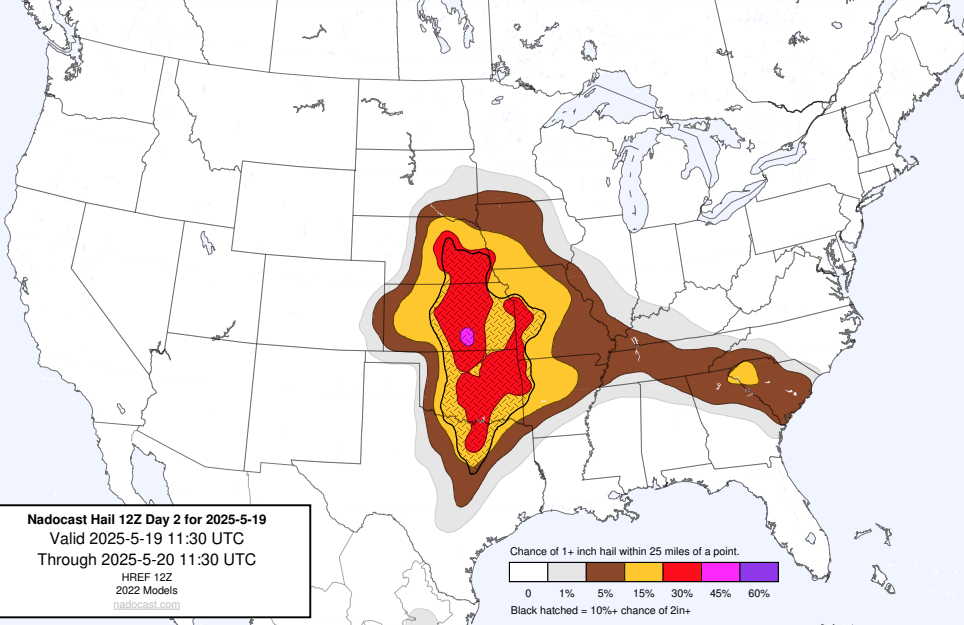 Nadocast Hail 12Z Day 2 for 2025-5-19
Valid 2025-5-19 11:30 UTC
Through 2025-5-20 11:30 UTC
HREF 12Z
2022 Models
nadocast.com
Chance of 1+ inch hail within 25 miles of a point.
0 1% 5% 15% 30% 45% 60%
Black hatched = 10%+ chance of 2in+